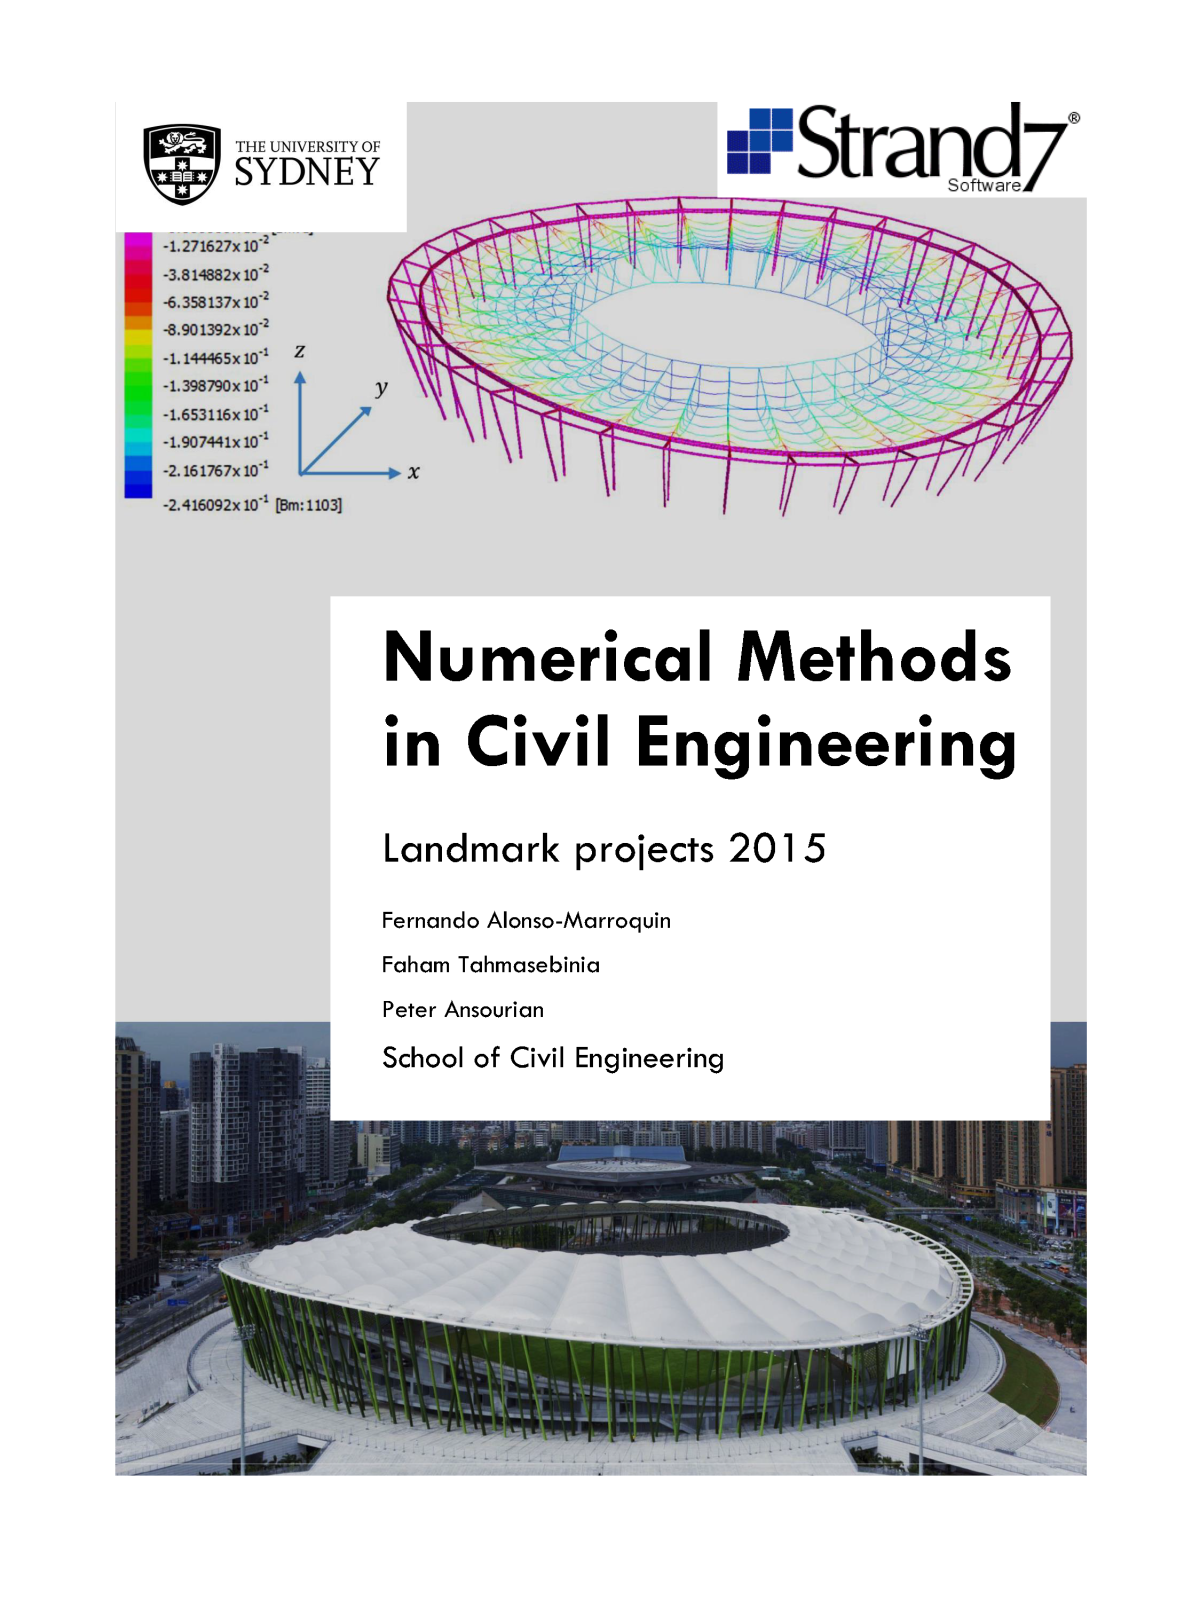 THE UNIVERSITY OF
SYDNEY
Strand7®
Software
-1.271627x10-2
-3.814882x10-2
-6.358137x10-2
-8.901392x10-2
-1.144465x10-1
-1.398790x10-1
-1.653116x10-1
-1.907441x10-1
-2.161767x10-1
-2.416092x10-1 [Bm:1103]
z
y
x
Numerical Methods
in Civil Engineering
Landmark projects 2015
Fernando Alonso-Marroquin
Faham Tahmasebinia
Peter Ansourian
School of Civil Engineering